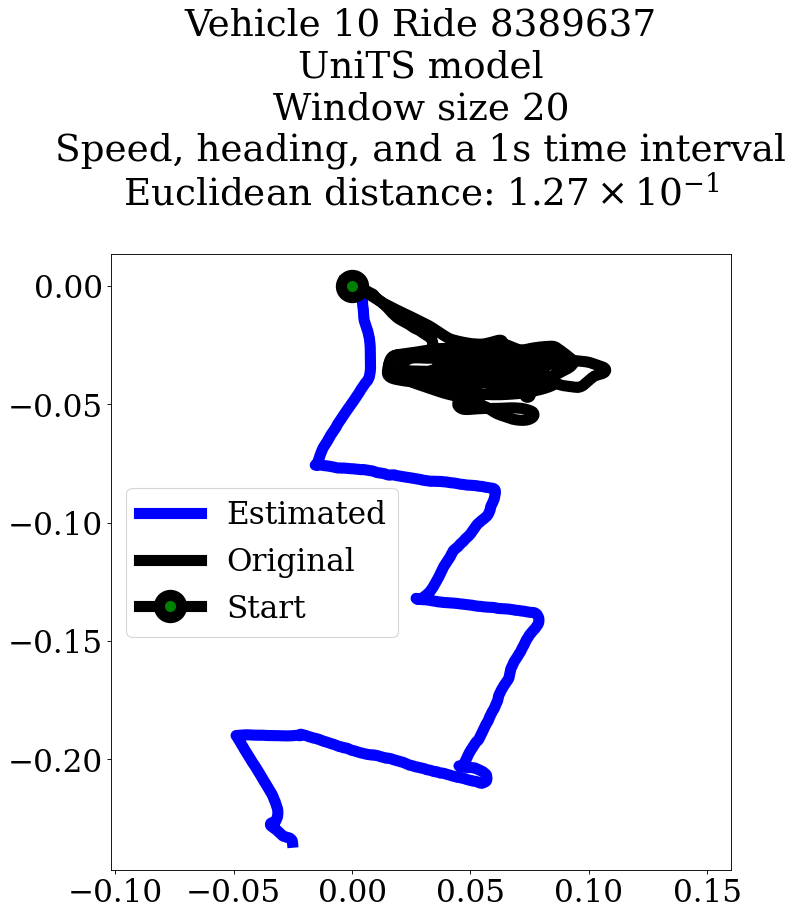 Vehicle 10 Ride 8389637
UniTS model
Window size 20
Speed, heading, and a 1s time interval
Euclidean distance: 1.27 × 10⁻¹
0.00
−0.05
−0.10
−0.15
−0.20
Estimated
Original
Start
−0.10 −0.05 0.00 0.05 0.10 0.15